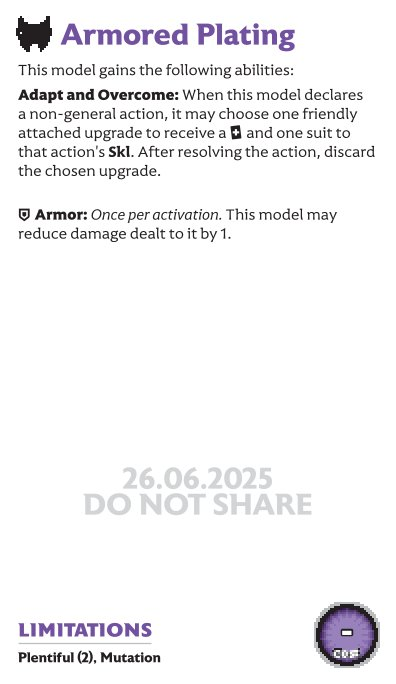 Armored Plating
This model gains the following abilities:
Adapt and Overcome: When this model declares
a non-general action, it may choose one friendly
attached upgrade to receive a + and one suit to
that action's Skl. After resolving the action, discard
the chosen upgrade.
Armor: Once per activation. This model may
reduce damage dealt to it by 1.
26.06.2025
DO NOT SHARE
LIMITATIONS
Plentiful (2), Mutation
-
COST